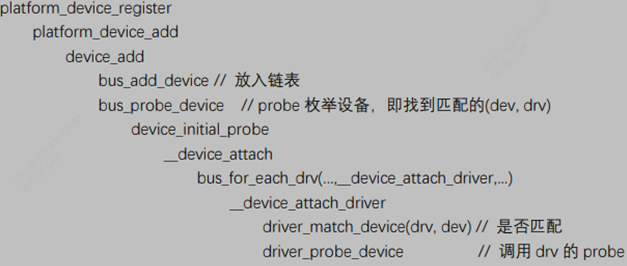 platform_device_register
platform_device_add
device_add
bus_add_device // 放入链表
bus_probe_device // probe 枚举设备，即找到匹配的(dev, drv)
device_initial_probe
__device_attach
bus_for_each_drv(...,__device_attach_driver,...)
__device_attach_driver
driver_match_device(drv, dev) // 是否匹配
driver_probe_device // 调用 drv 的 probe